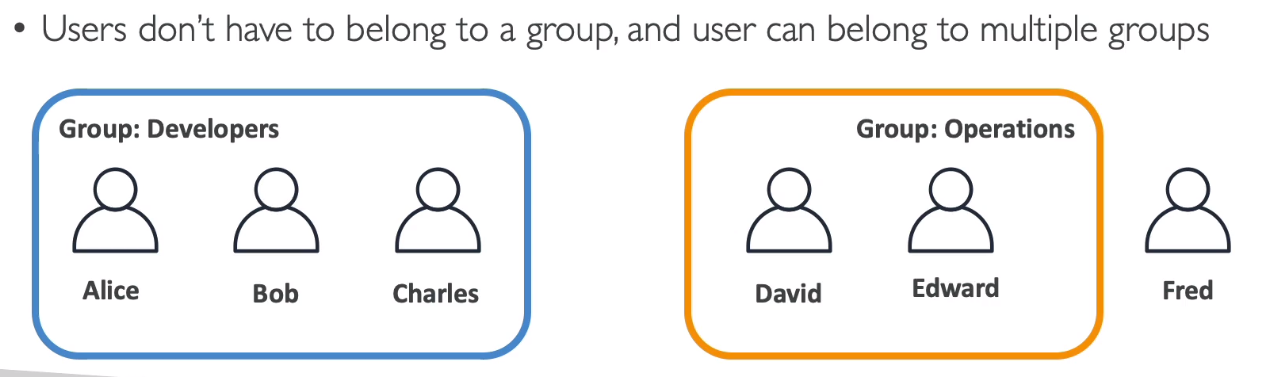 • Users don't have to belong to a group, and user can belong to multiple groups
Group: Developers
Alice
Bob
Charles
Group: Operations
David
Edward
Fred